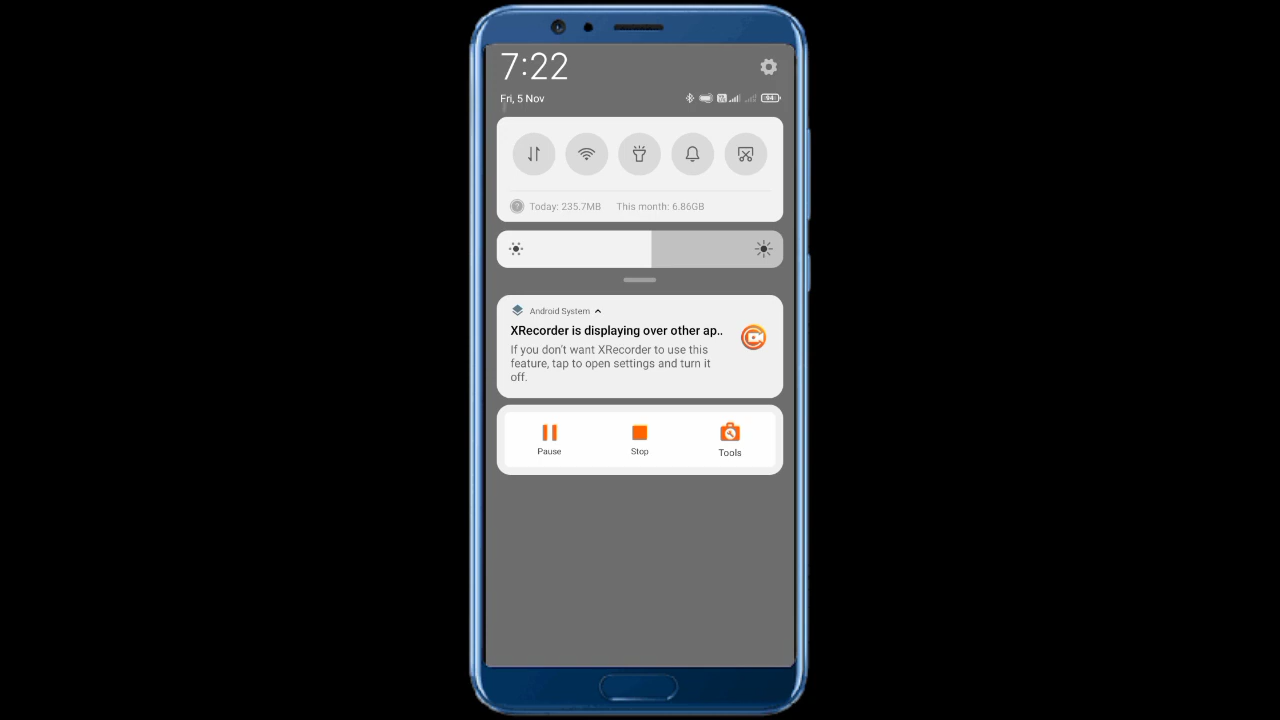 7:22
Fri, 5 Nov
94
Today: 235.7MB This month: 6.86GB
Android System
XRecorder is displaying over other ap..
If you don't want XRecorder to use this
feature, tap to open settings and turn it
off.
Pause Stop Tools